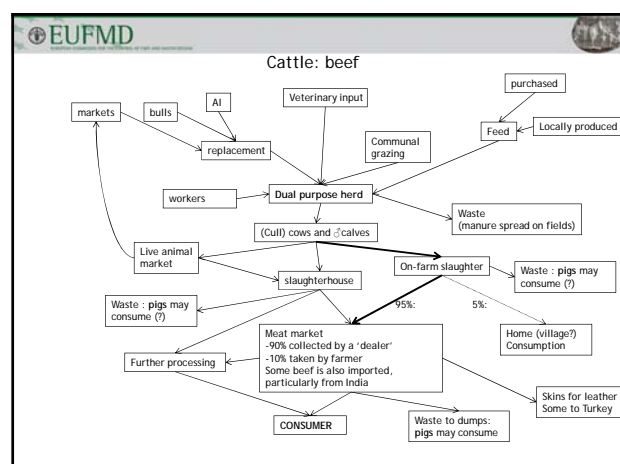 EUFMD
Cattle: beef
purchased
AI
Veterinary input
markets
bulls
Feed
Locally produced
Communal
grazing
replacement
workers
Dual purpose herd
Waste
(manure spread on fields)
(Cull) cows and ♂calves
Live animal
market
On-farm slaughter
slaughterhouse
Waste : pigs may
consume (?)
Waste : pigs may
consume (?)
95%:
5%:
Meat market
-90% collected by a ‘dealer’
-10% taken by farmer
Some beef is also imported,
particularly from India
Home (village?)
Consumption
Further processing
Skins for leather
Some to Turkey
CONSUMER
Waste to dumps:
pigs may consume